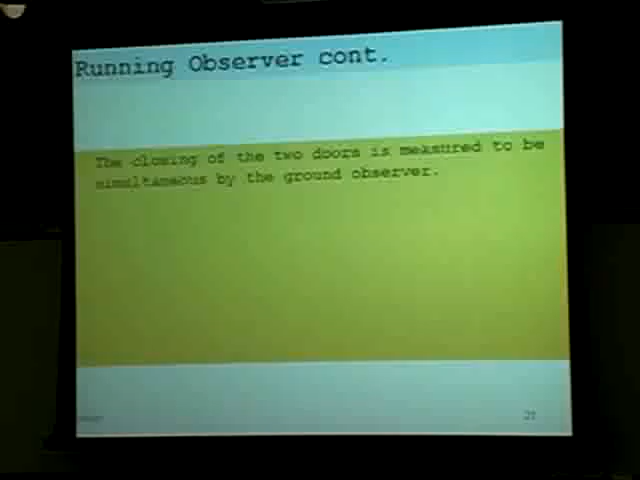 Running Observer cont.
The closing of the two doors is measured to be
simultaneous by the ground observer.